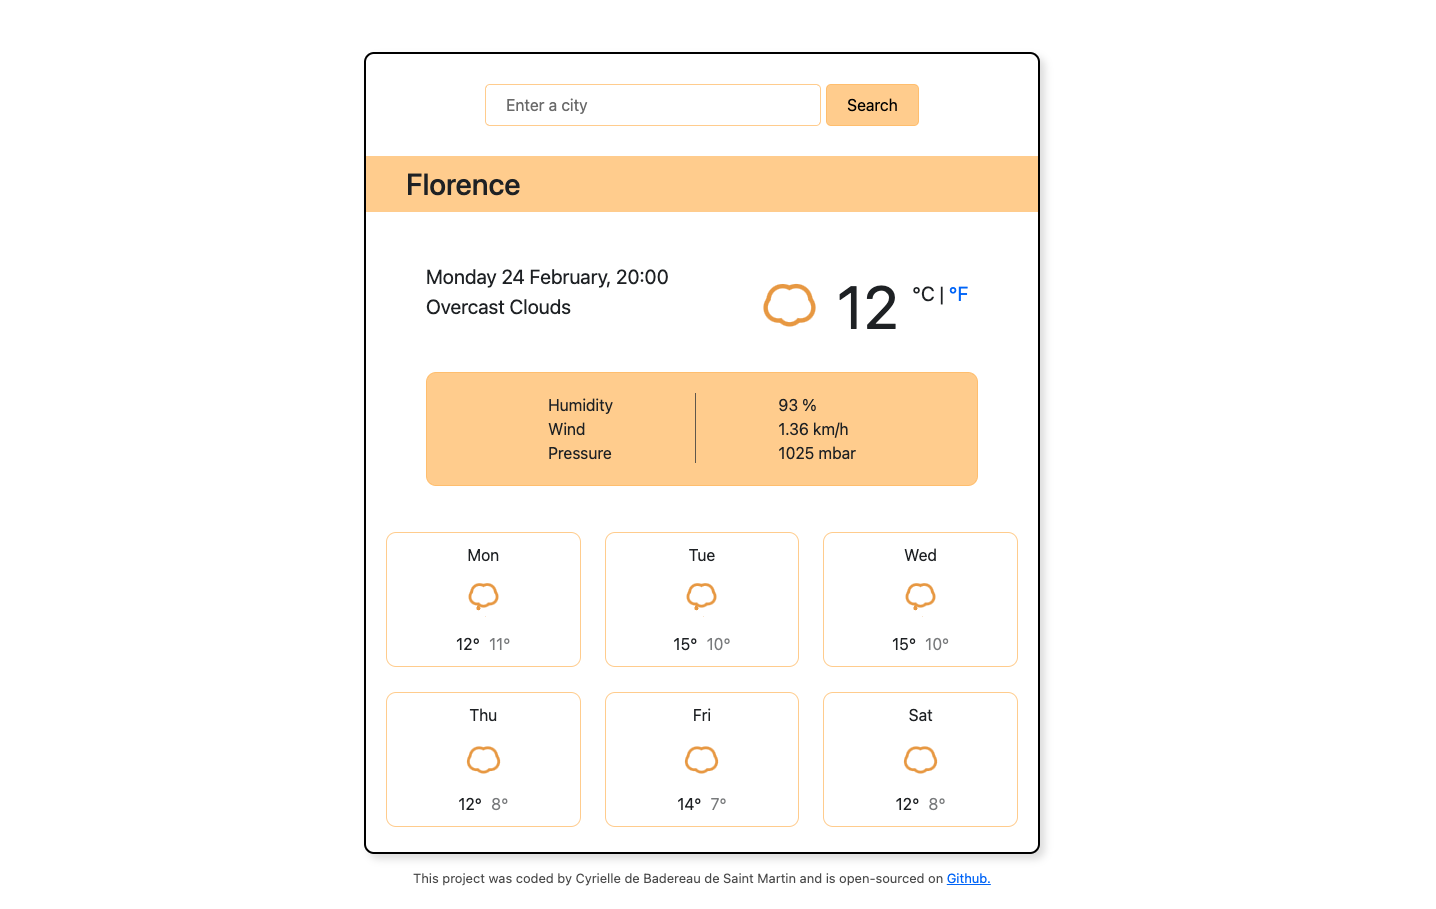 Enter a city
Search
Florence
Monday 24 February, 20:00
Overcast Clouds
12 °C | °F
Humidity 93 %
Wind 1.36 km/h
Pressure 1025 mbar
Mon
12° 11°
Tue
15° 10°
Wed
15° 10°
Thu
12° 8°
Fri
14° 7°
Sat
12° 8°
This project was coded by Cyrielle de Badereau de Saint Martin and is open-sourced on Github.